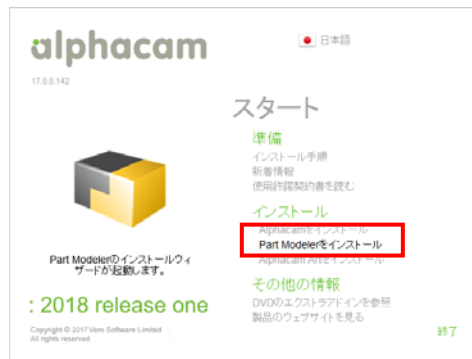 alphacam
日本語
17.0.0.142
スタート
準備
インストール手順
新着情報
使用許諾契約書を読む
インストール
Alphacamをインストール
Part Modelerをインストール
Alphacam Artをインストール
Part Modelerのインストールウィ
ザードが起動します。
その他の情報
DVDのエクストラアドインを参照
製品のウェブサイトを見る
: 2018 release one
Copyright © 2017 Vero Software Limited
All rights reserved
終了